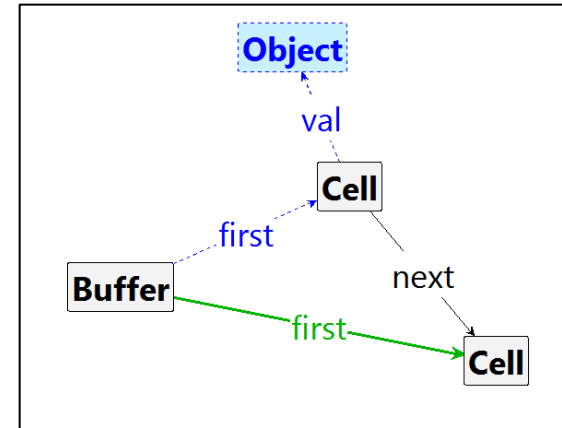 Object
val
Cell
first
Buffer
next
first
Cell